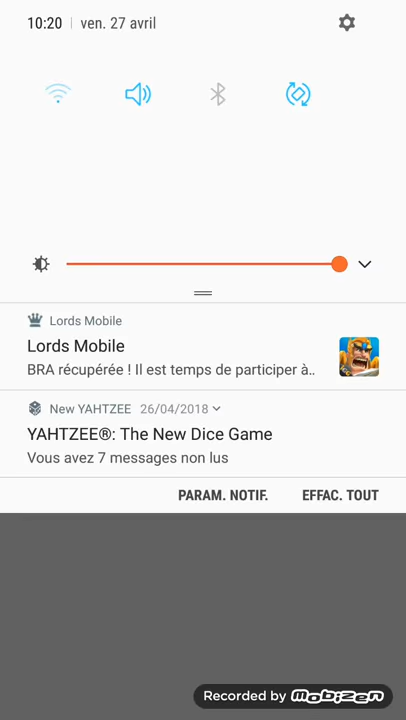 10:20 | ven. 27 avril
Lords Mobile
Lords Mobile
BRA récupérée ! Il est temps de participer à..
New YAHTZEE 26/04/2018
YAHTZEE®: The New Dice Game
Vous avez 7 messages non lus
PARAM. NOTIF. EFFAC. TOUT
Recorded by mobizen